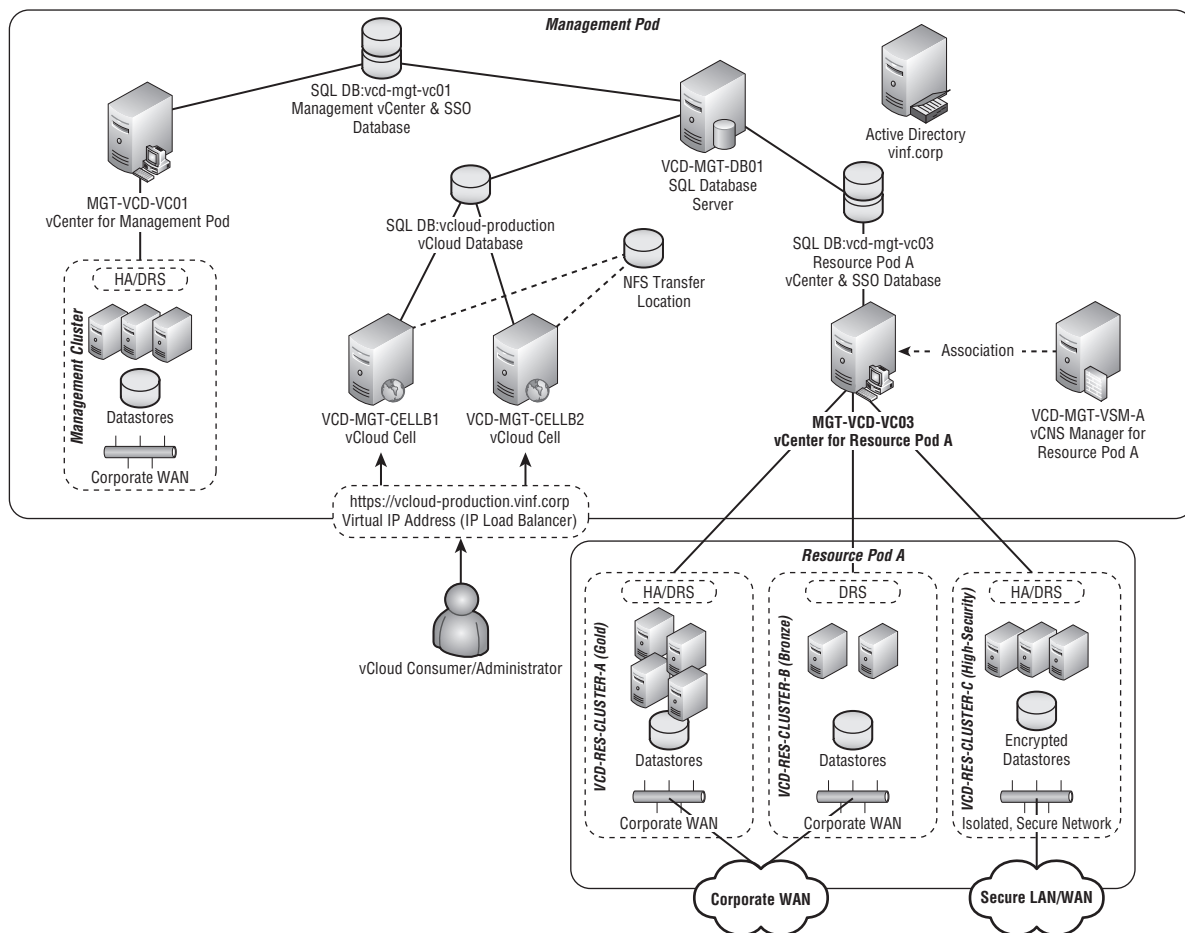 Management Pod
SQL DB:vcd-mgt-vc01
Management vCenter & SSO
Database
MGT-VCD-VC01
vCenter for Management Pod
VCD-MGT-DB01
SQL Database
Server
Active Directory
vinf.corp
SQL DB:vcloud-production
vCloud Database
NFS Transfer
Location
SQL DB:vcd-mgt-vc03
Resource Pod A
vCenter & SSO Database
Management Cluster
HA/DRS
Datastores
Corporate WAN
VCD-MGT-CELLB1
vCloud Cell
VCD-MGT-CELLB2
vCloud Cell
MGT-VCD-VC03
vCenter for Resource Pod A
Association
VCD-MGT-VSM-A
vCNS Manager for
Resource Pod A
https://vcloud-production.vinf.corp
Virtual IP Address (IP Load Balancer)
vCloud Consumer/Administrator
Resource Pod A
VCD-RES-CLUSTER-A (Gold)
HA/DRS
Datastores
Corporate WAN
VCD-RES-CLUSTER-B (Bronze)
DRS
Datastores
Corporate WAN
VCD-RES-CLUSTER-C (High-Security)
HA/DRS
Encrypted
Datastores
Isolated, Secure Network
Corporate WAN
Secure LAN/WAN